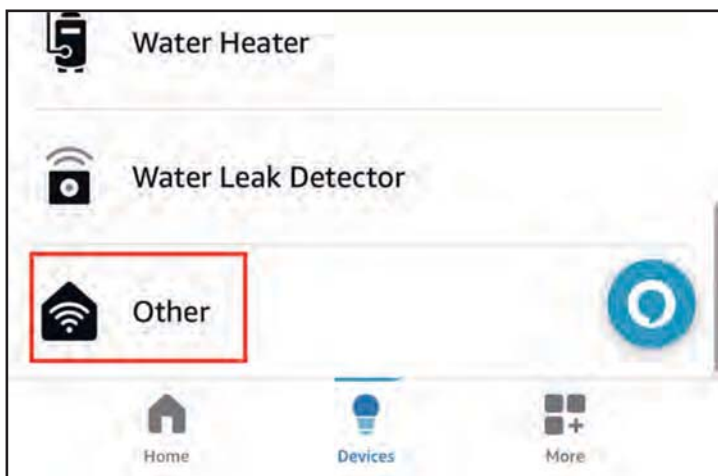 Water Heater
Water Leak Detector
Other
Home
Devices
More